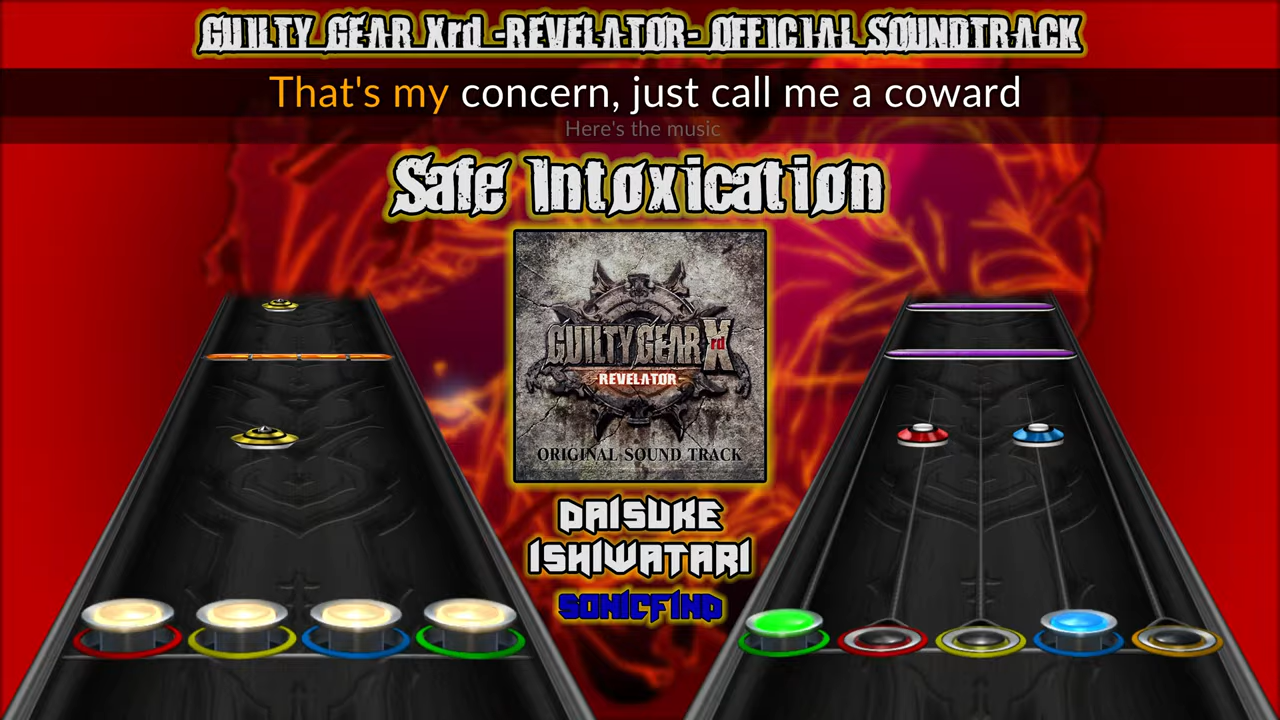 GUILTY GEAR Xrd -REVELATOR- OFFICIAL SOUNDTRACK
That's my concern, just call me a coward
Here's the music
Safe Intoxication
GUILTY GEAR Xrd
REVELATOR
ORIGINAL SOUND TRACK
DAISUKE
ISHIWATARI
SONICFIND